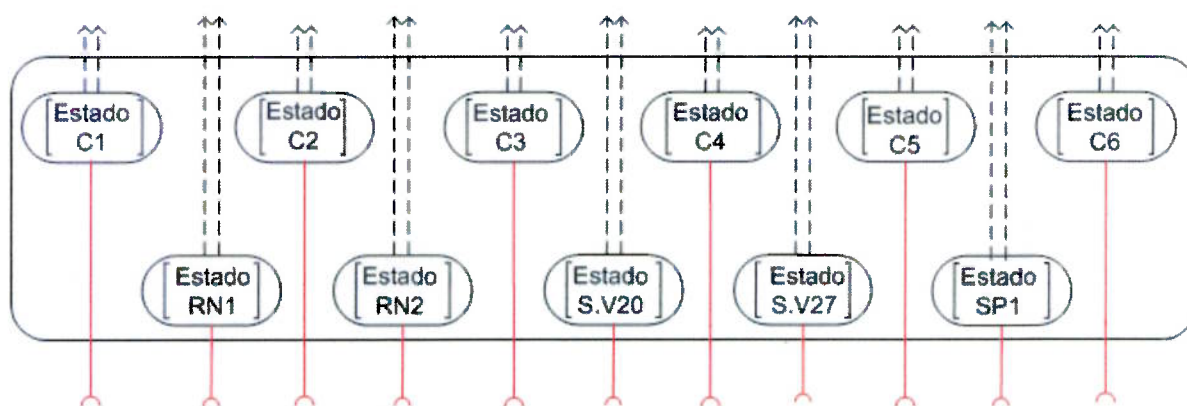 Estado
C1
Estado
C2
Estado
C3
Estado
C4
Estado
C5
Estado
C6
Estado
RN1
Estado
RN2
Estado
S.V20
Estado
S.V27
Estado
SP1